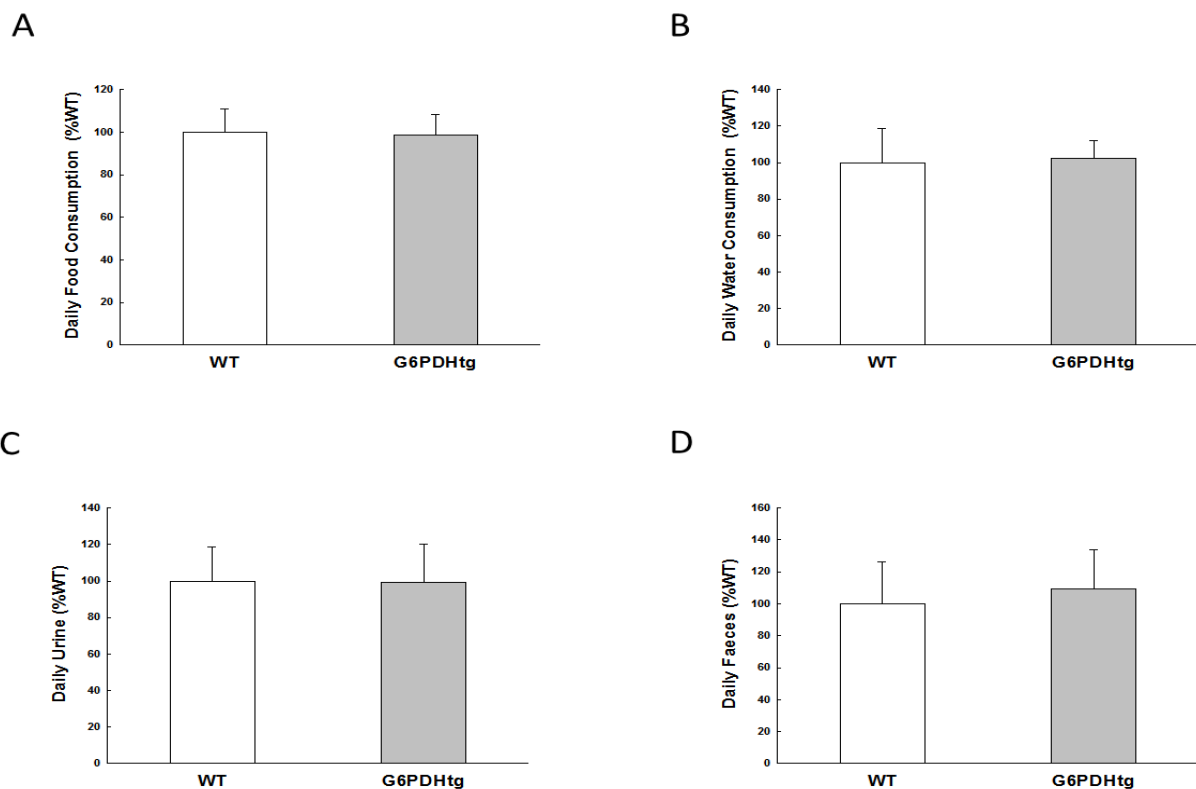 A
Daily Food Consumption (%WT)
120
100
80
60
40
20
0
WT G6PDHtg
B
Daily Water Consumption (%WT)
140
120
100
80
60
40
20
0
WT G6PDHtg
C
Daily Urine (%WT)
140
120
100
80
60
40
20
0
WT G6PDHtg
D
Daily Faeces (%WT)
160
140
120
100
80
60
40
20
0
WT G6PDHtg